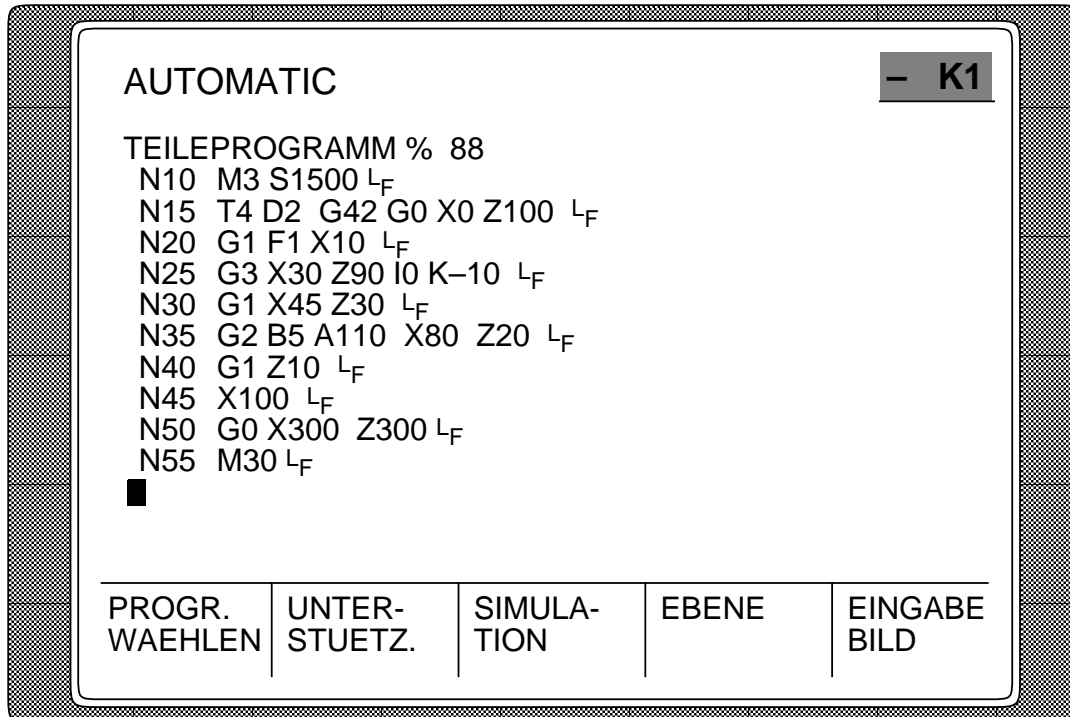 AUTOMATIC
– K1
TEILEPROGRAMM % 88
N10 M3 S1500 LF
N15 T4 D2 G42 G0 X0 Z100 LF
N20 G1 F1 X10 LF
N25 G3 X30 Z90 I0 K–10 LF
N30 G1 X45 Z30 LF
N35 G2 B5 A110 X80 Z20 LF
N40 G1 Z10 LF
N45 X100 LF
N50 G0 X300 Z300 LF
N55 M30 LF
PROGR.
WAEHLEN
UNTER-
STUETZ.
SIMULA-
TION
EBENE
EINGABE
BILD